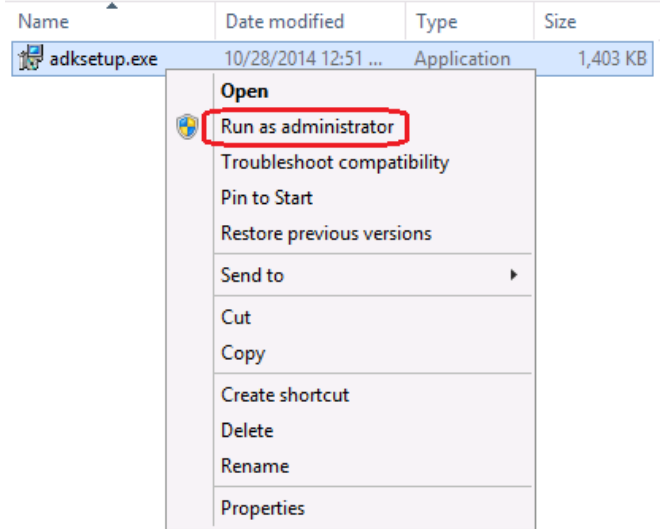 Name Date modified Type Size
adksetup.exe 10/28/2014 12:51 ... Application 1,403 KB
Open
Run as administrator
Troubleshoot compatibility
Pin to Start
Restore previous versions
Send to
Cut
Copy
Create shortcut
Delete
Rename
Properties